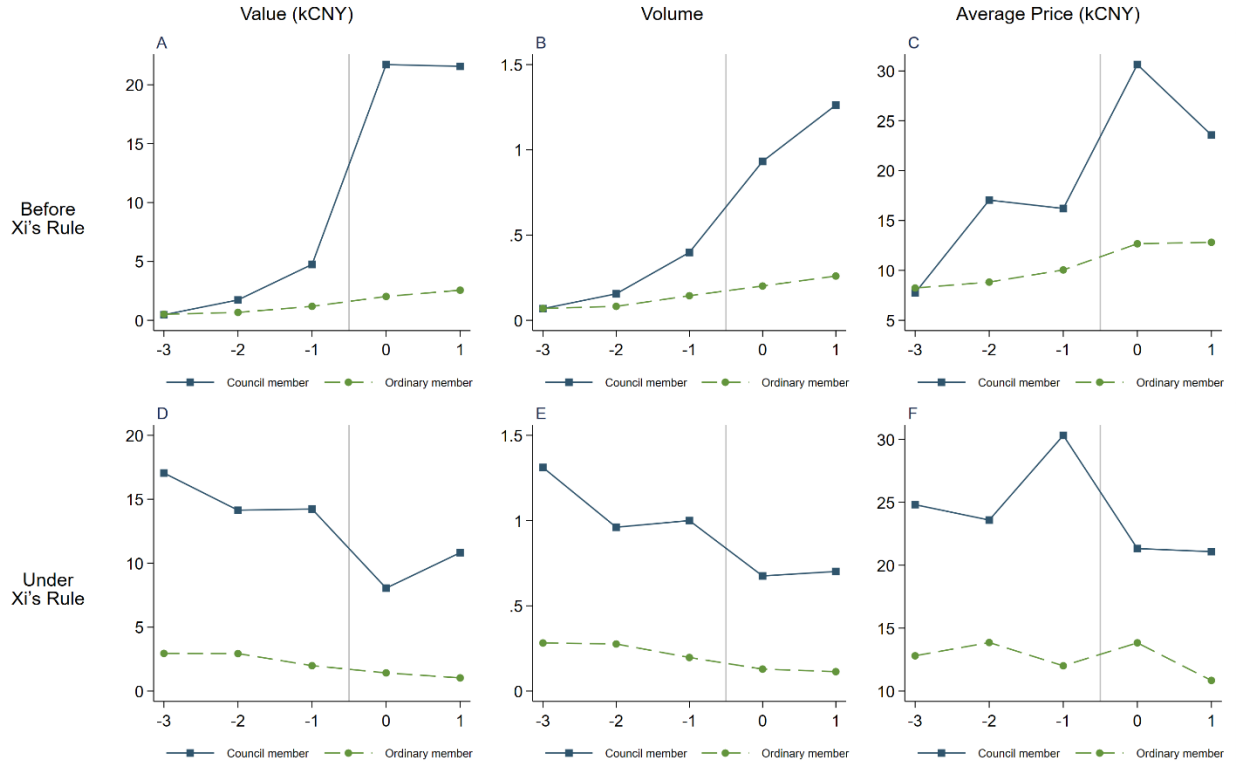 Value (kCNY)
Volume
Average Price (kCNY)
Before
Xi's Rule
A
20
15
10
5
0
-3 -2 -1 0 1
Council member Ordinary member
B
1.5
1
.5
0
-3 -2 -1 0 1
Council member Ordinary member
C
30
25
20
15
10
5
-3 -2 -1 0 1
Council member Ordinary member
Under
Xi's Rule
D
20
15
10
5
0
-3 -2 -1 0 1
Council member Ordinary member
E
1.5
1
.5
0
-3 -2 -1 0 1
Council member Ordinary member
F
30
25
20
15
10
-3 -2 -1 0 1
Council member Ordinary member